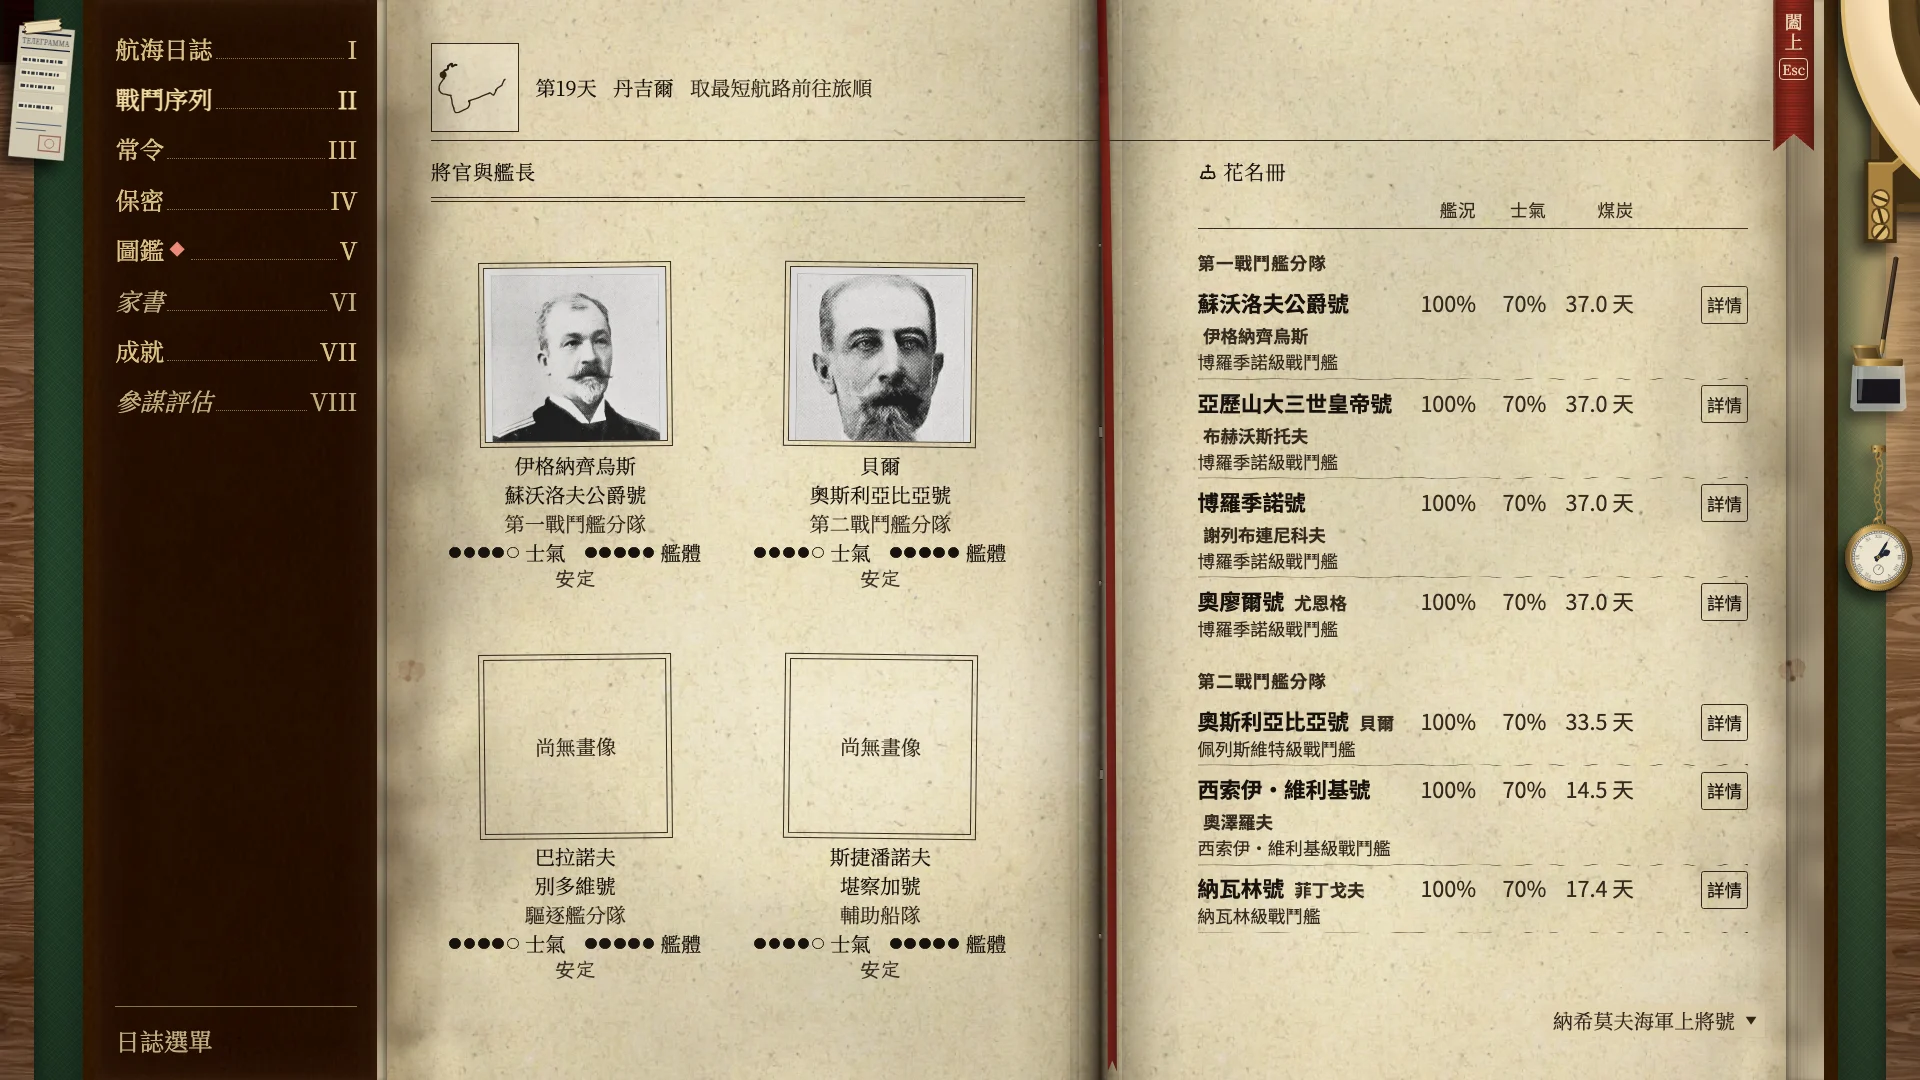 ТЕЛЕГРАММА
航海日誌 I
戰鬥序列 II
常令 III
保密 IV
圖鑑 V
家書 VI
成就 VII
參謀評估 VIII
日誌選單
第19天 丹吉爾 取最短航路前往旅順
將官與艦長
伊格納齊烏斯
蘇沃洛夫公爵號
第一戰鬥艦分隊
士氣 艦體
安定
貝爾
奧斯利亞比亞號
第二戰鬥艦分隊
士氣 艦體
安定
尚無畫像
巴拉諾夫
別多維號
驅逐艦分隊
士氣 艦體
安定
尚無畫像
斯捷潘諾夫
堪察加號
輔助船隊
士氣 艦體
安定
花名冊
艦況 士氣 煤炭
第一戰鬥艦分隊
蘇沃洛夫公爵號 100% 70% 37.0 天 詳情
伊格納齊烏斯
博羅季諾級戰鬥艦
亞歷山大三世皇帝號 100% 70% 37.0 天 詳情
布赫沃斯托夫
博羅季諾級戰鬥艦
博羅季諾號 100% 70% 37.0 天 詳情
謝列布連尼科夫
博羅季諾級戰鬥艦
奧廖爾號 尤恩格 100% 70% 37.0 天 詳情
博羅季諾級戰鬥艦
第二戰鬥艦分隊
奧斯利亞比亞號 貝爾 100% 70% 33.5 天 詳情
佩列斯維特級戰鬥艦
西索伊・維利基號 100% 70% 14.5 天 詳情
奧澤羅夫
西索伊・維利基級戰鬥艦
納瓦林號 菲丁戈夫 100% 70% 17.4 天 詳情
納瓦林級戰鬥艦
納希莫夫海軍上將號 ▼
闔上
Esc